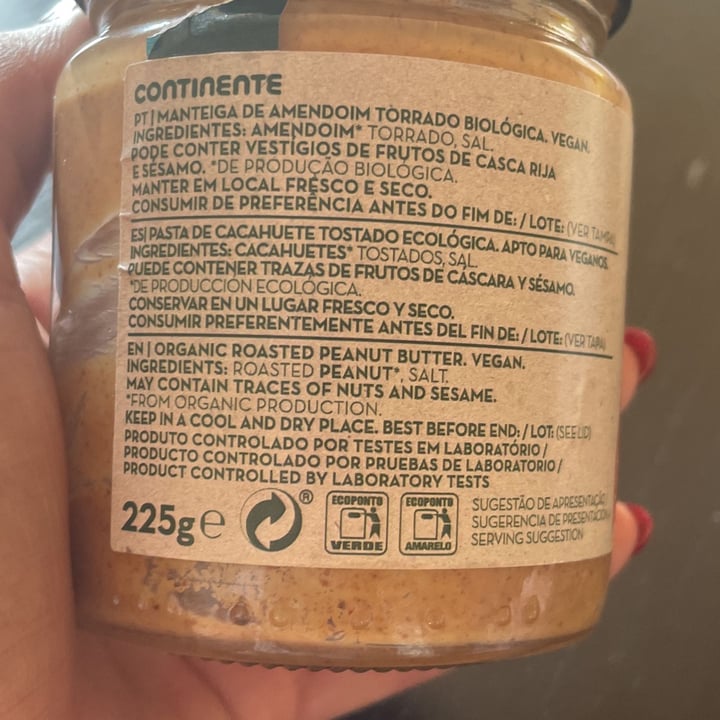 CONTINENTE
PT | MANTEIGA DE AMENDOIM TORRADO BIOLÓGICA. VEGAN.
INGREDIENTES: AMENDOIM* TORRADO, SAL.
PODE CONTER VESTÍGIOS DE FRUTOS DE CASCA RIJA
E SÉSAMO. *DE PRODUÇÃO BIOLÓGICA.
MANTER EM LOCAL FRESCO E SECO.
CONSUMIR DE PREFERÊNCIA ANTES DO FIM DE: / LOTE: (VER TAMPA)
ES| PASTA DE CACAHUETE TOSTADO ECOLÓGICA. APTO PARA VEGANOS.
INGREDIENTES: CACAHUETES* TOSTADOS, SAL.
PUEDE CONTENER TRAZAS DE FRUTOS DE CÁSCARA Y SÉSAMO.
*DE PRODUCCIÓN ECOLÓGICA.
CONSERVAR EN UN LUGAR FRESCO Y SECO.
CONSUMIR PREFERENTEMENTE ANTES DEL FIN DE: / LOTE: (VER TAPA)
EN | ORGANIC ROASTED PEANUT BUTTER. VEGAN.
INGREDIENTS: ROASTED PEANUT*, SALT.
MAY CONTAIN TRACES OF NUTS AND SESAME.
*FROM ORGANIC PRODUCTION.
KEEP IN A COOL AND DRY PLACE. BEST BEFORE END: / LOT: (SEE LID)
PRODUTO CONTROLADO POR TESTES EM LABORATÓRIO /
PRODUCTO CONTROLADO POR PRUEBAS DE LABORATORIO /
PRODUCT CONTROLLED BY LABORATORY TESTS
225g e ®
ECOPONTO VERDE
ECOPONTO AMARELO
SUGESTÃO DE APRESENTAÇÃO
SUGERENCIA DE PRESENTACIÓN
SERVING SUGGESTION